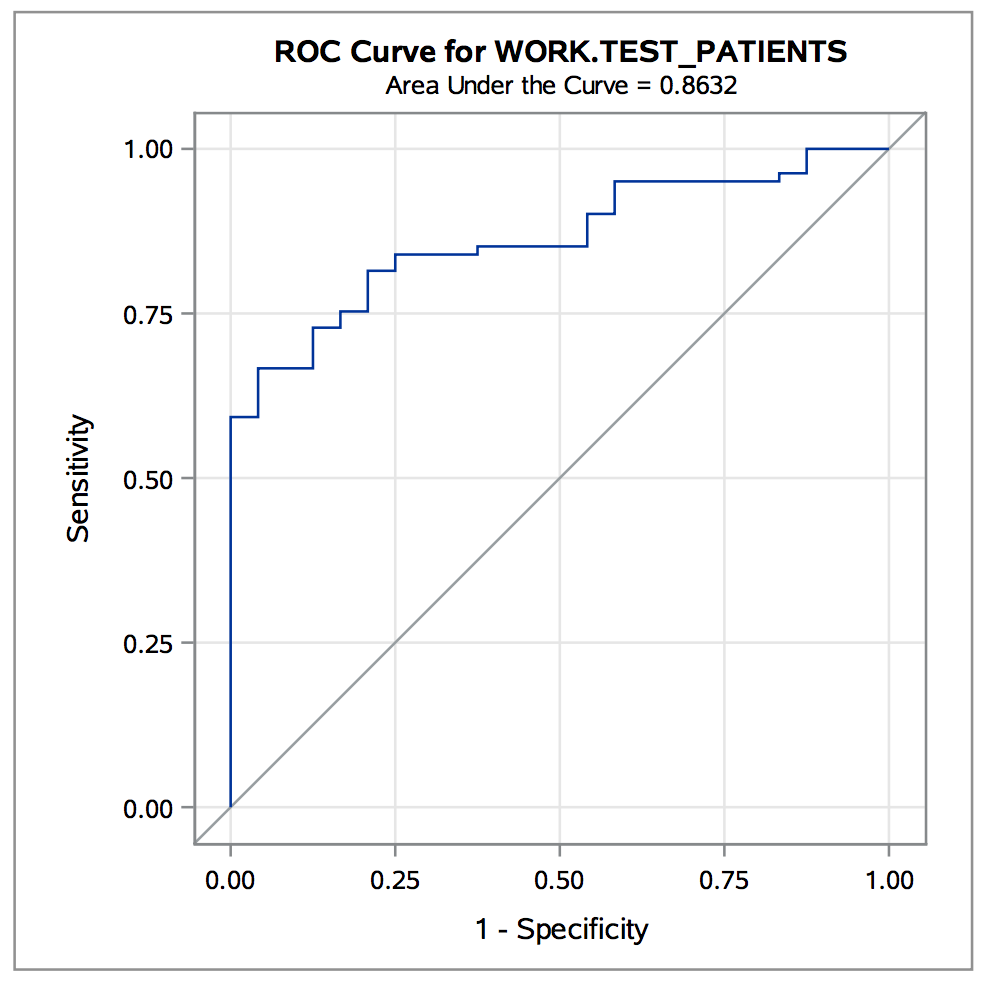 ROC Curve for WORK.TEST_PATIENTS
Area Under the Curve = 0.8632
1.00
0.75
0.50
0.25
0.00
Sensitivity
0.00 0.25 0.50 0.75 1.00
1 - Specificity